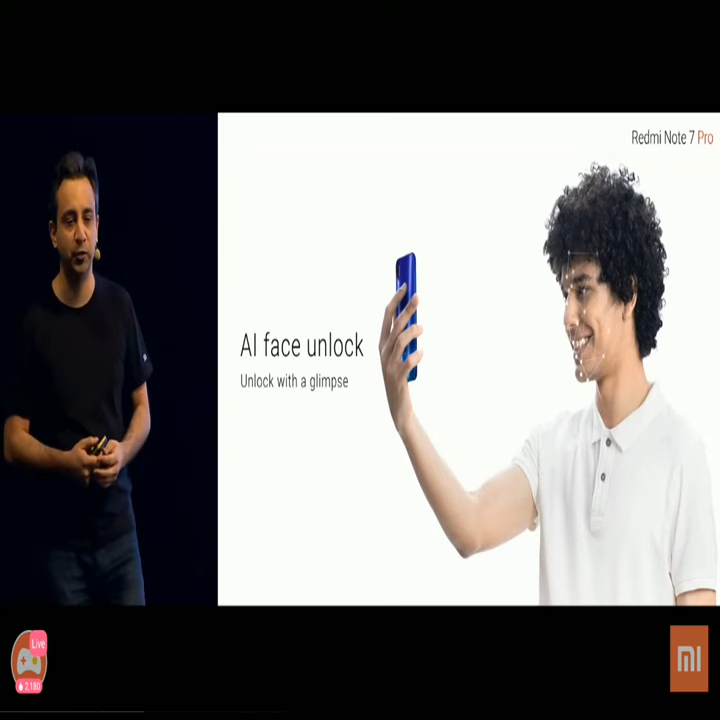 Redmi Note 7 Pro
AI face unlock
Unlock with a glimpse
Live
2,180
MI